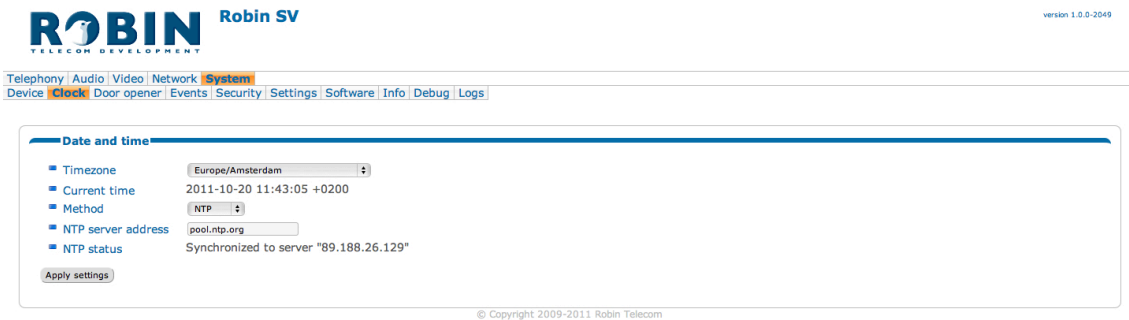 ROBIN
TELECOM DEVELOPMENT
Robin SV
version 1.0.0-2049
Telephony Audio Video Network System
Device Clock Door opener Events Security Settings Software Info Debug Logs
Date and time
Timezone Europe/Amsterdam
Current time 2011-10-20 11:43:05 +0200
Method NTP
NTP server address pool.ntp.org
NTP status Synchronized to server "89.188.26.129"
Apply settings
© Copyright 2009-2011 Robin Telecom